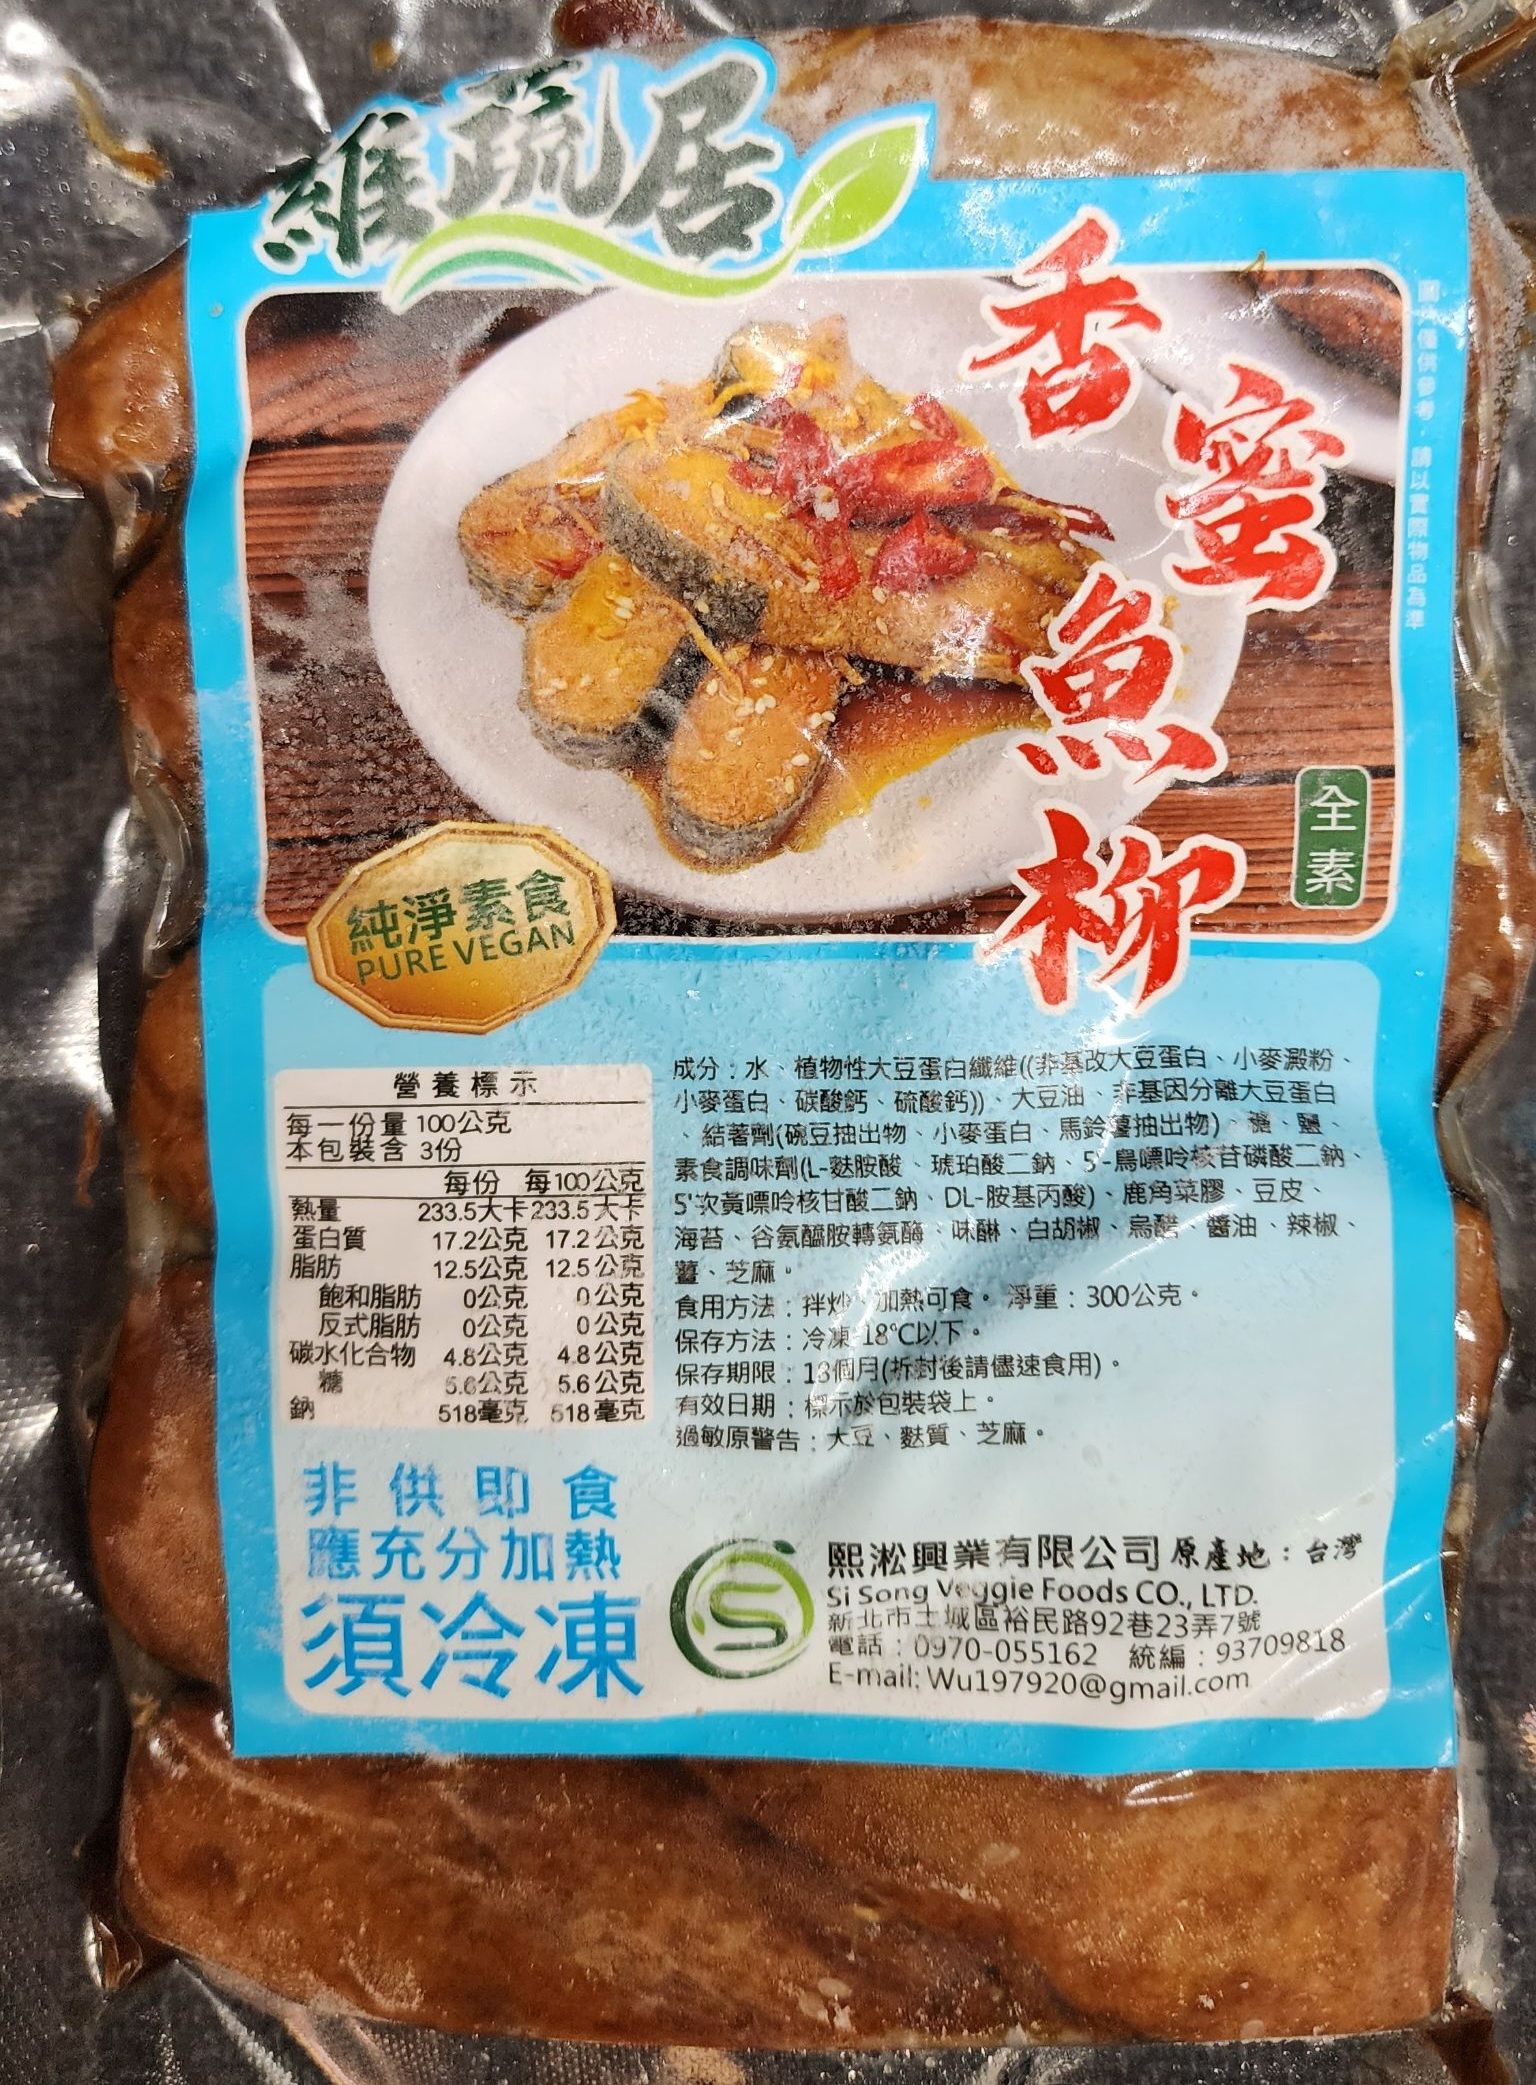 維蔬居
香蜜魚柳
全素
圖片僅供參考，請以實際物品為準
純淨素食
PURE VEGAN
營養標示
每一份量 100公克
本包裝含 3份
每份 每100公克
熱量 233.5大卡 233.5大卡
蛋白質 17.2公克 17.2公克
脂肪 12.5公克 12.5公克
飽和脂肪 0公克 0公克
反式脂肪 0公克 0公克
碳水化合物 4.8公克 4.8公克
糖 5.6公克 5.6公克
鈉 518毫克 518毫克
成分：水、植物性大豆蛋白纖維((非基改大豆蛋白、小麥澱粉、
小麥蛋白、碳酸鈣、硫酸鈣))、大豆油、非基因分離大豆蛋白
、結著劑(碗豆抽出物、小麥蛋白、馬鈴薯抽出物)、糖、鹽、
素食調味劑(L-麩胺酸、琥珀酸二鈉、5'-鳥嘌呤核苷磷酸二鈉、
5'次黃嘌呤核甘酸二鈉、DL-胺基丙酸)、鹿角菜膠、豆皮、
海苔、谷氨醯胺轉氨酶、味醂、白胡椒、烏醋、醬油、辣椒、
薑、芝麻。
食用方法：拌炒、加熱可食。 淨重：300公克。
保存方法：冷凍-18℃以下。
保存期限：18個月(拆封後請儘速食用)。
有效日期：標示於包裝袋上。
過敏原警告：大豆、麩質、芝麻。
非供即食
應充分加熱
須冷凍
S
熙淞興業有限公司 原產地：台灣
Si Song Veggie Foods CO., LTD.
新北市土城區裕民路92巷23弄7號
電話：0970-055162 統編：93709818
E-mail: Wu197920@gmail.com